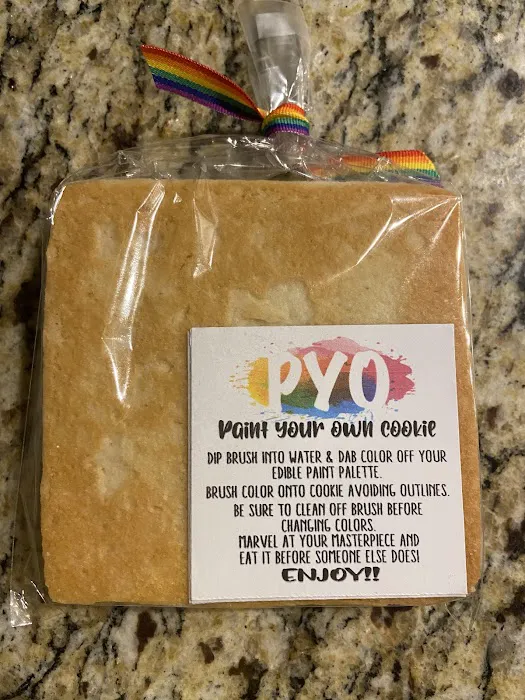 PYO
Paint your own cookie
DIP BRUSH INTO WATER & DAB COLOR OFF YOUR
EDIBLE PAINT PALETTE.
BRUSH COLOR ONTO COOKIE AVOIDING OUTLINES.
BE SURE TO CLEAN OFF BRUSH BEFORE
CHANGING COLORS.
MARVEL AT YOUR MASTERPIECE AND
EAT IT BEFORE SOMEONE ELSE DOES!
ENJOY!!